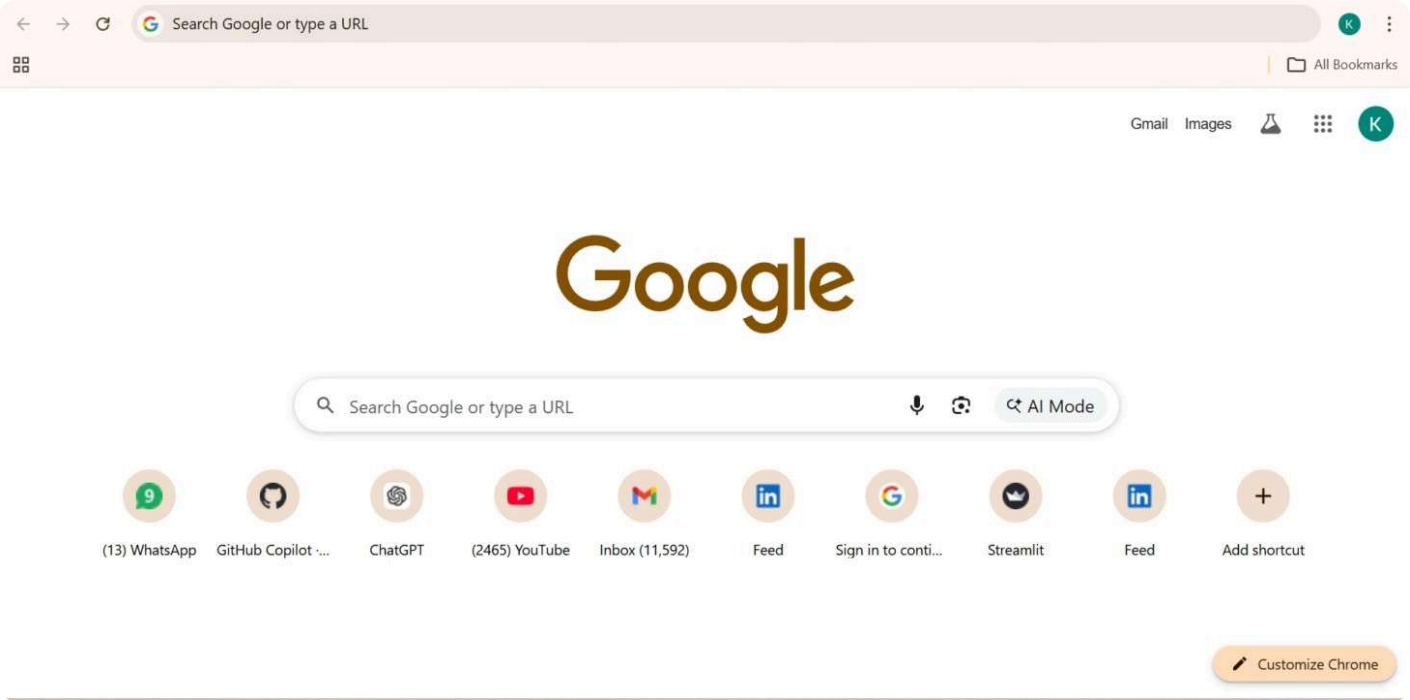 Search Google or type a URL
K
All Bookmarks
Gmail Images
K
Google
Search Google or type a URL
AI Mode
9
(13) WhatsApp
GitHub Copilot ·...
ChatGPT
(2465) YouTube
Inbox (11,592)
in
Feed
Sign in to conti...
Streamlit
in
Feed
Add shortcut
Customize Chrome